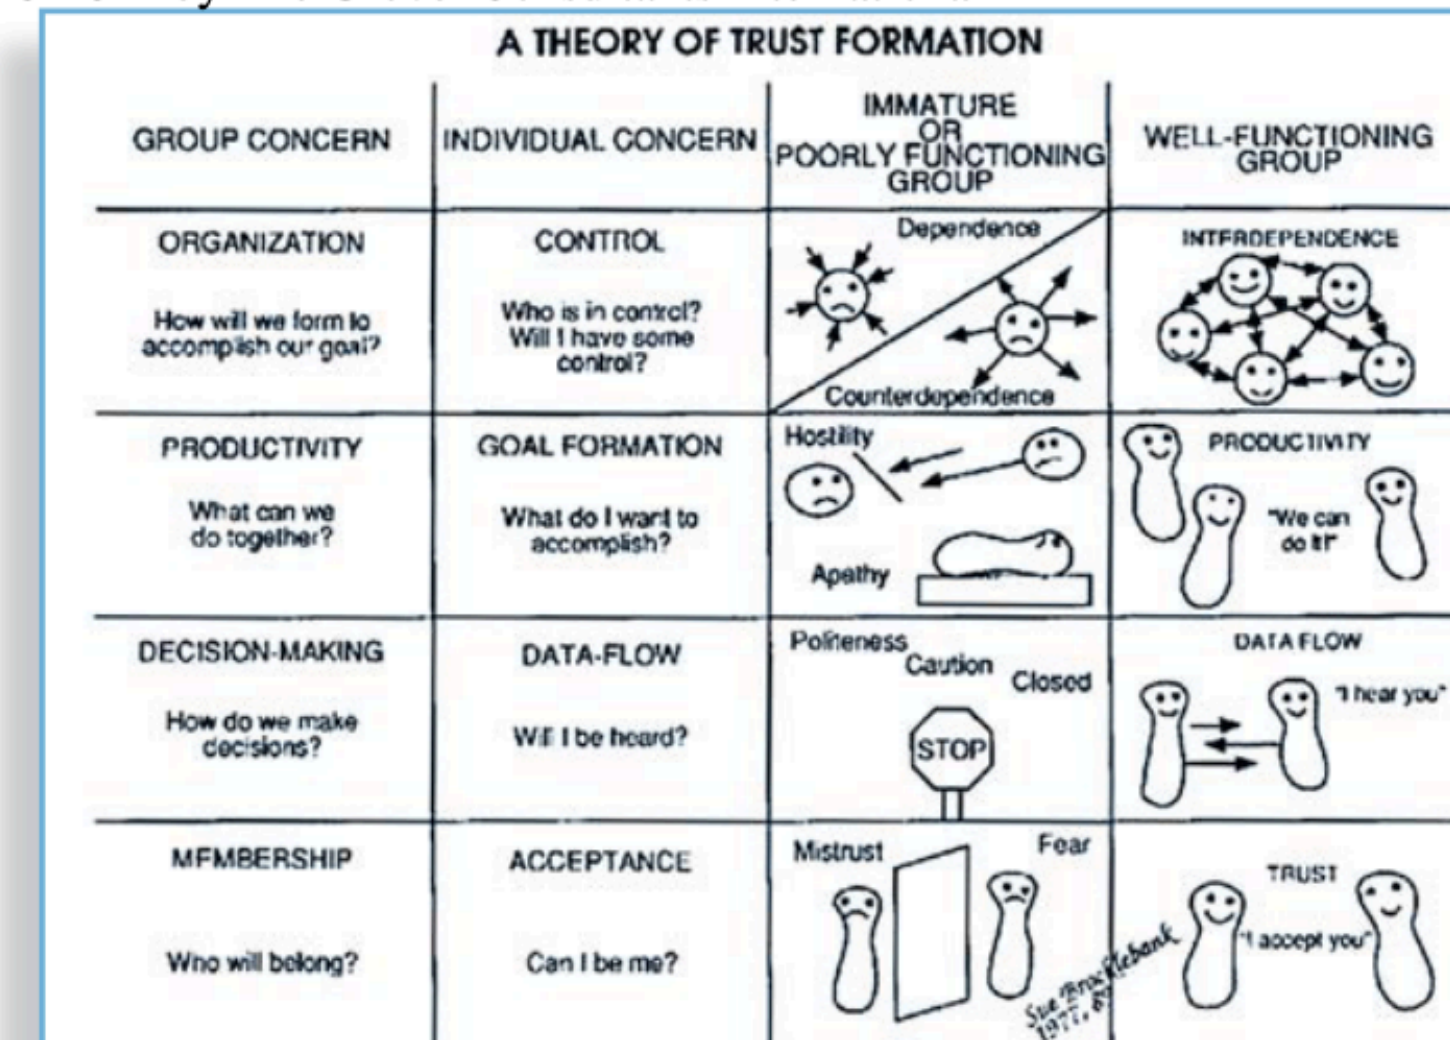 A THEORY OF TRUST FORMATION
GROUP CONCERN
INDIVIDUAL CONCERN
IMMATURE
OR
POORLY FUNCTIONING
GROUP
WELL-FUNCTIONING
GROUP
ORGANIZATION
How will we form to
accomplish our goal?
CONTROL
Who is in control?
Will I have some
control?
Dependence
Counterdependence
INTERDEPENDENCE
PRODUCTIVITY
What can we
do together?
GOAL FORMATION
What do I want to
accomplish?
Hostility
Apathy
PRODUCTIVITY
"We can
do it!"
DECISION-MAKING
How do we make
decisions?
DATA-FLOW
Will I be heard?
Politeness
Caution
Closed
STOP
DATA FLOW
"I hear you"
MEMBERSHIP
Who will belong?
ACCEPTANCE
Can I be me?
Mistrust
Fear
TRUST
"I accept you"
Sue Brocklebank
1977,